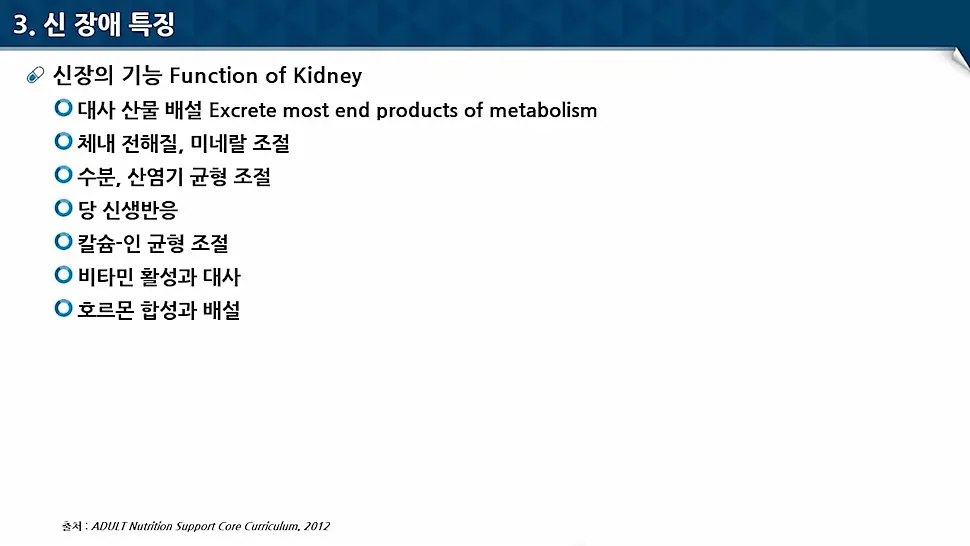 3. 신 장애 특징
신장의 기능 Function of Kidney
대사 산물 배설 Excrete most end products of metabolism
체내 전해질, 미네랄 조절
수분, 산염기 균형 조절
당 신생반응
칼슘-인 균형 조절
비타민 활성과 대사
호르몬 합성과 배설
출처 : ADULT Nutrition Support Core Curriculum, 2012